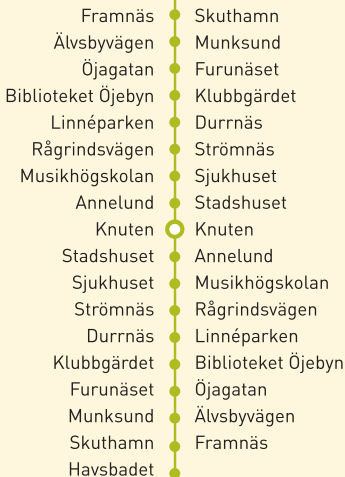 Framnäs Skuthamn
Älvsbyvägen Munksund
Öjagatan Furunäset
Biblioteket Öjebyn Klubbgärdet
Linnéparken Durrnäs
Rågrindsvägen Strömnäs
Musikhögskolan Sjukhuset
Annelund Stadshuset
Knuten Knuten
Stadshuset Annelund
Sjukhuset Musikhögskolan
Strömnäs Rågrindsvägen
Durrnäs Linnéparken
Klubbgärdet Biblioteket Öjebyn
Furunäset Öjagatan
Munksund Älvsbyvägen
Skuthamn Framnäs
Havsbadet